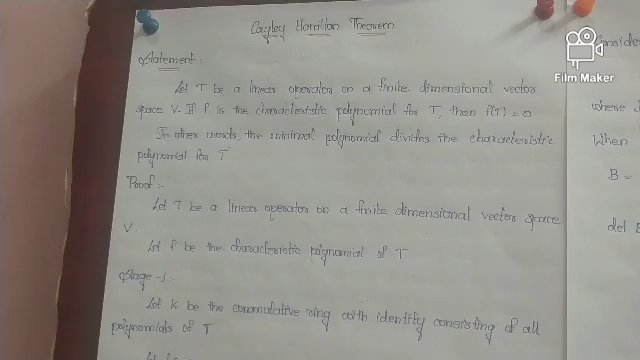 Cayley Hamilton Theorem
Statement:
Let T be a linear operator on a finite dimensional vector
space V. If f is the characteristic polynomial for T, then f(T) = 0
In other words, the minimal polynomial divides the characteristic
polynomial for T
Proof:-
Let T be a linear operator on a finite dimensional vector space
V.
Let f be the characteristic polynomial of T
Stage-1:-
Let K be the commutative ring with identity consisting of all
polynomials of T
Film Maker
where
When
B =
det